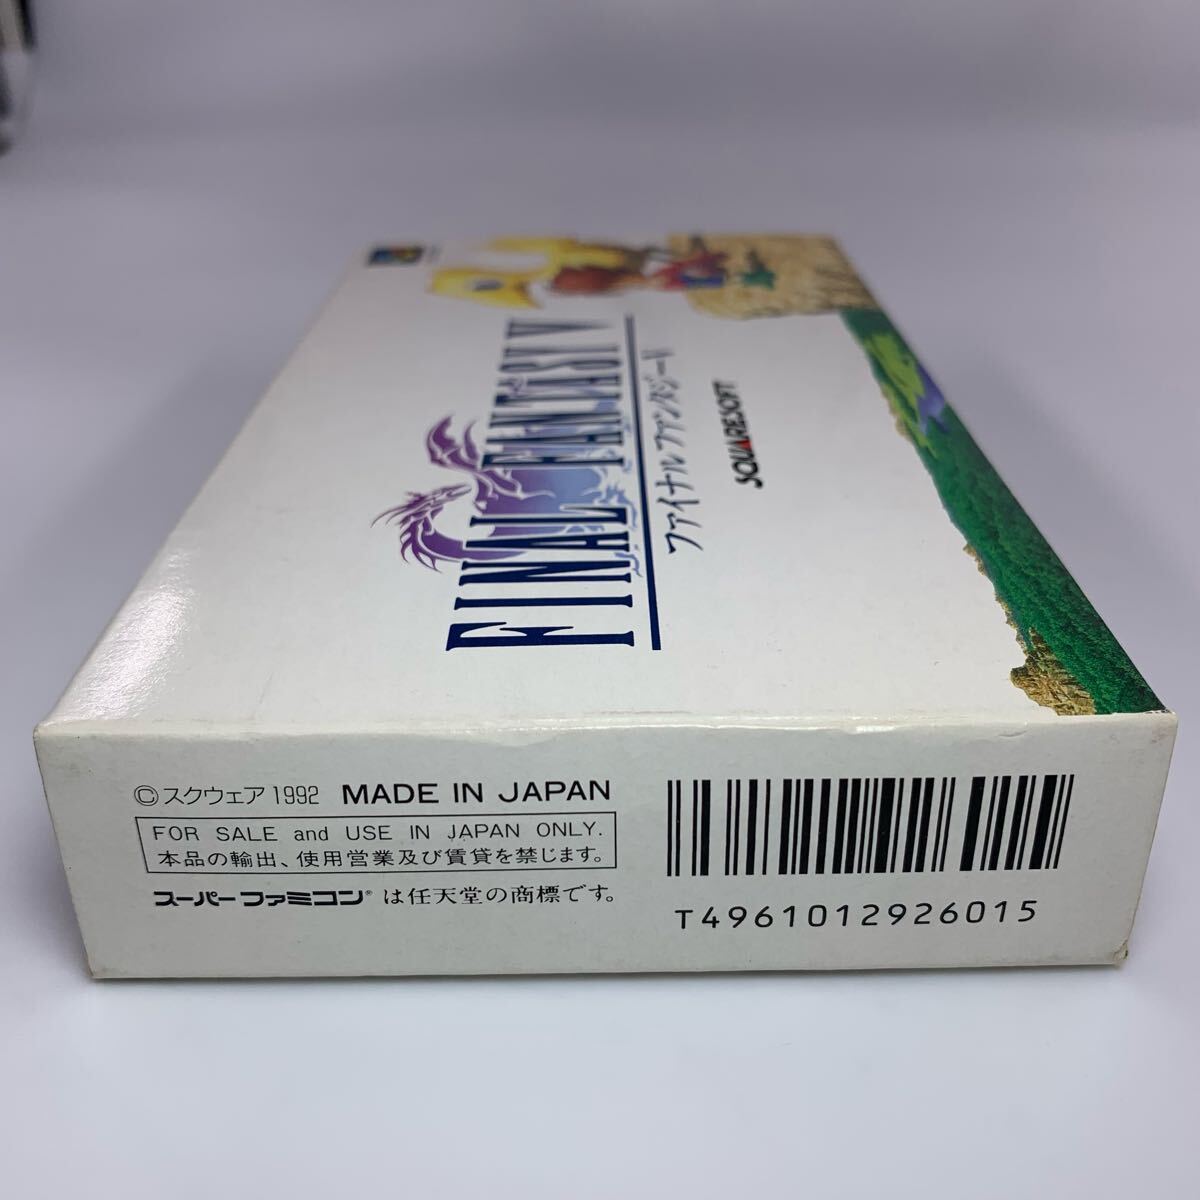 FINAL FANTASY V
ファイナルファンタジーV
SQUARESOFT
©スクウェア 1992 MADE IN JAPAN
FOR SALE and USE IN JAPAN ONLY.
本品の輸出、使用営業及び賃貸を禁じます。
スーパーファミコン® は任天堂の商標です。
T4961012926015